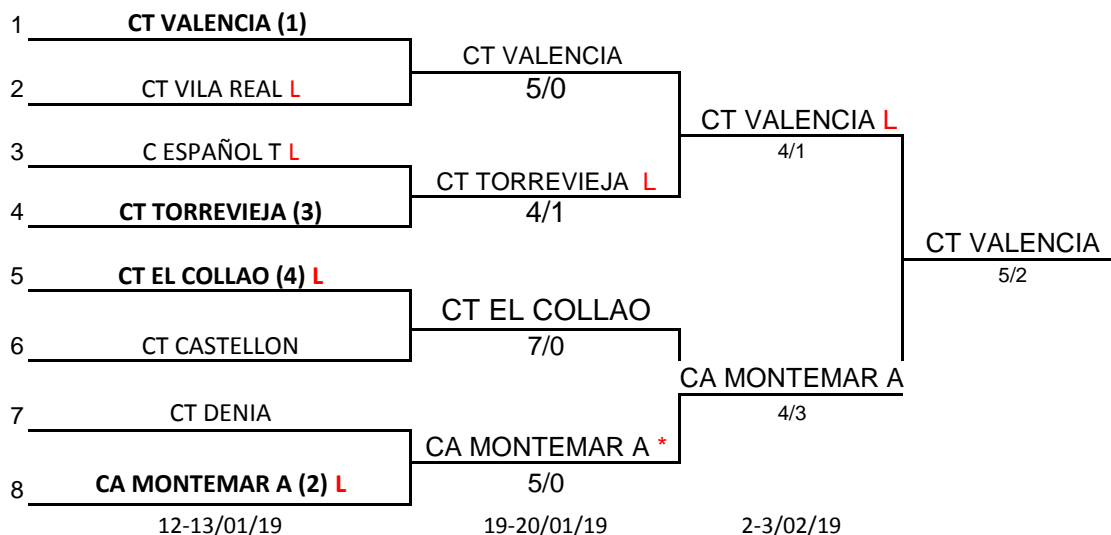 1 CT VALENCIA (1)
CT VALENCIA
5/0
2 CT VILA REAL L
CT VALENCIA L
4/1
3 C ESPAÑOL T L
CT TORREVIEJA L
4/1
4 CT TORREVIEJA (3)
CT VALENCIA
5/2
5 CT EL COLLAO (4) L
CT EL COLLAO
7/0
6 CT CASTELLON
CA MONTEMAR A
4/3
7 CT DENIA
CA MONTEMAR A *
5/0
8 CA MONTEMAR A (2) L
12-13/01/19 19-20/01/19 2-3/02/19